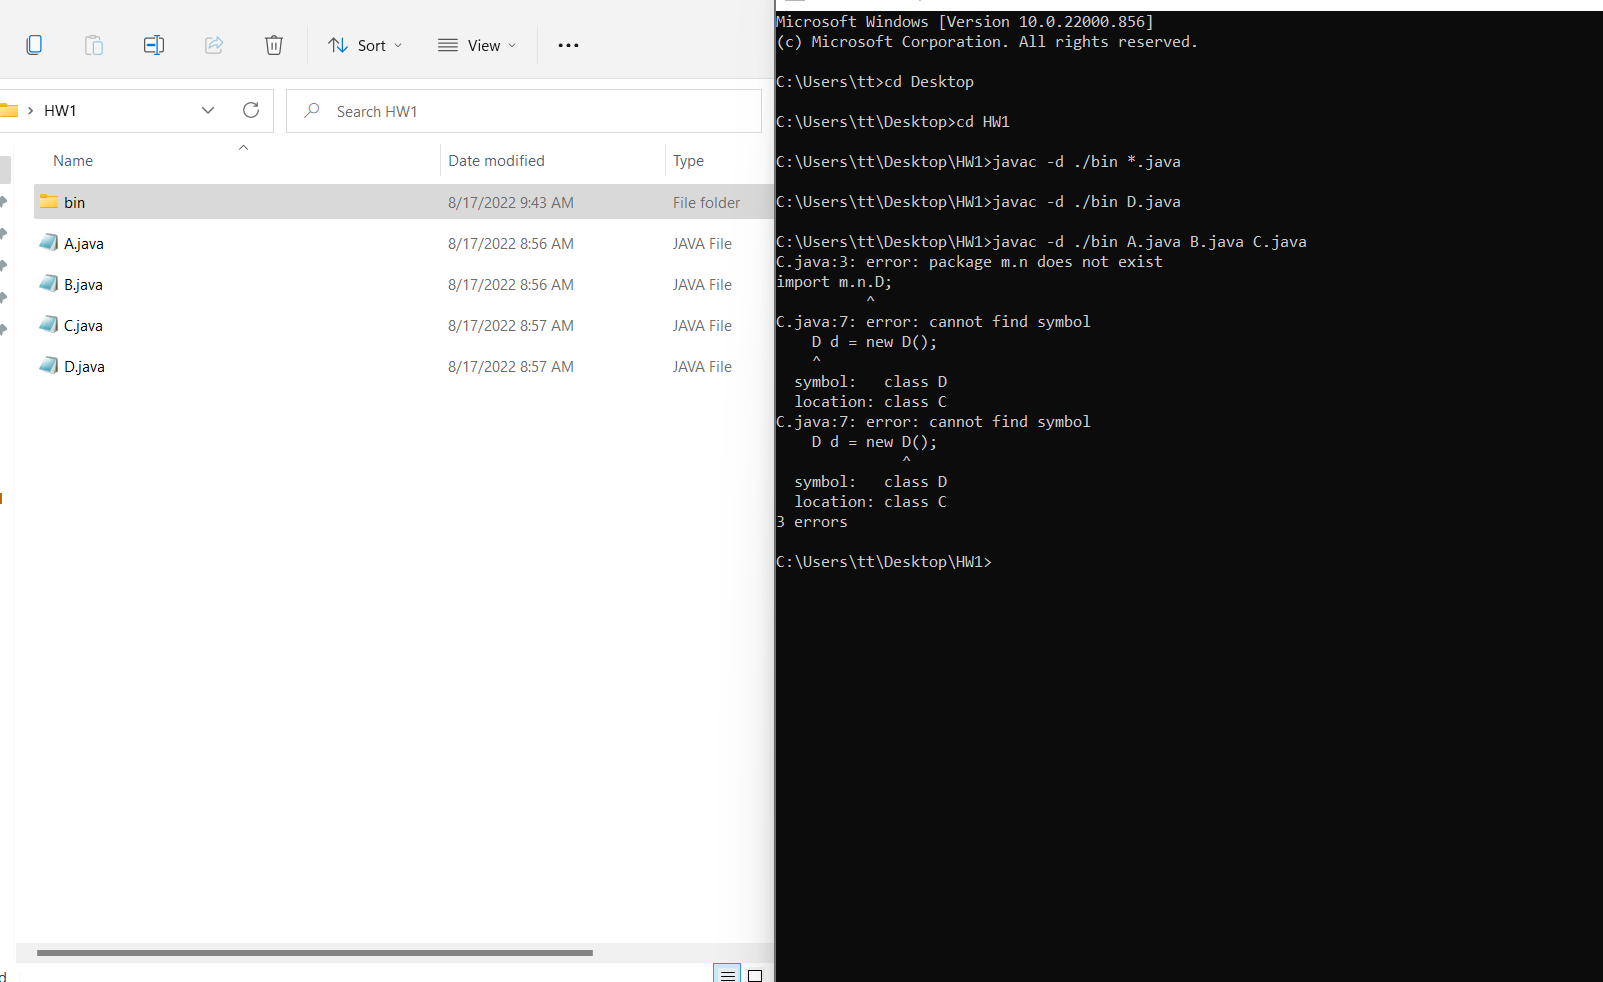 Sort
View
HW1
Search HW1
Name
Date modified
Type
bin
8/17/2022 9:43 AM
File folder
A.java
8/17/2022 8:56 AM
JAVA File
B.java
8/17/2022 8:56 AM
JAVA File
C.java
8/17/2022 8:57 AM
JAVA File
D.java
8/17/2022 8:57 AM
JAVA File
Microsoft Windows [Version 10.0.22000.856]
(c) Microsoft Corporation. All rights reserved.
C:\Users\tt>cd Desktop
C:\Users\tt\Desktop>cd HW1
C:\Users\tt\Desktop\HW1>javac -d ./bin *.java
C:\Users\tt\Desktop\HW1>javac -d ./bin D.java
C:\Users\tt\Desktop\HW1>javac -d ./bin A.java B.java C.java
C.java:3: error: package m.n does not exist
import m.n.D;
^
C.java:7: error: cannot find symbol
D d = new D();
^
symbol:   class D
location: class C
C.java:7: error: cannot find symbol
D d = new D();
^
symbol:   class D
location: class C
3 errors
C:\Users\tt\Desktop\HW1>